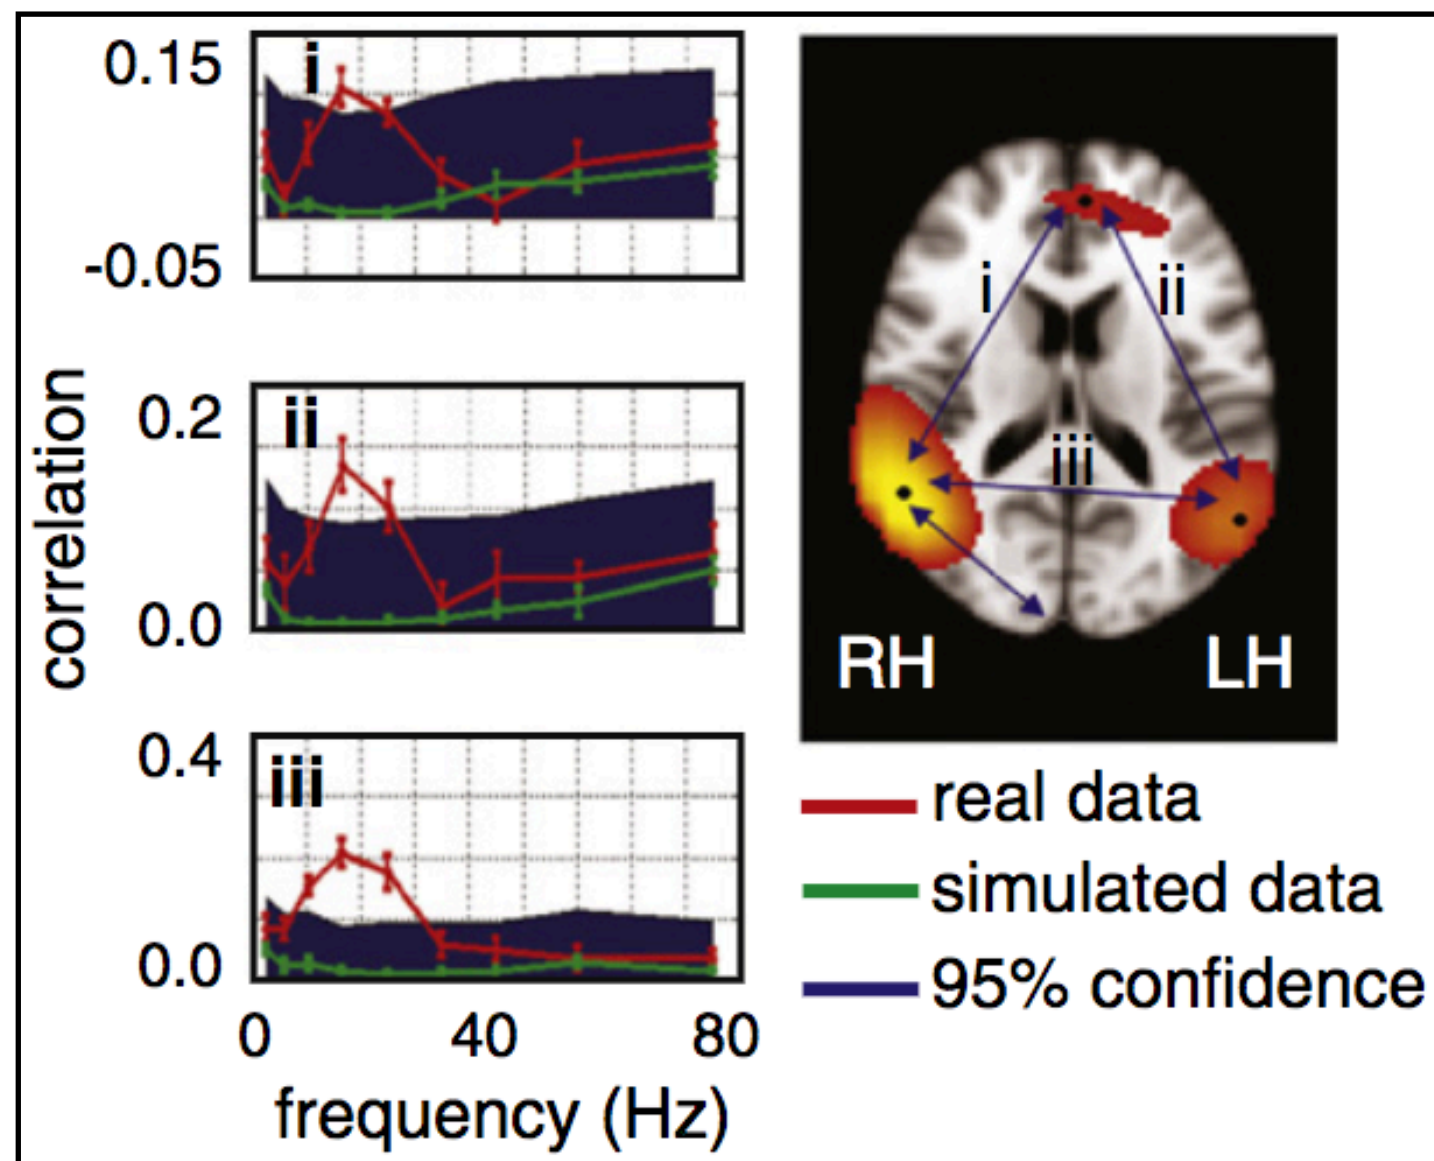 correlation
0.15
-0.05
i
0.2
0.0
ii
0.4
0.0
iii
0
40
80
frequency (Hz)
i
ii
iii
RH
LH
real data
simulated data
95% confidence